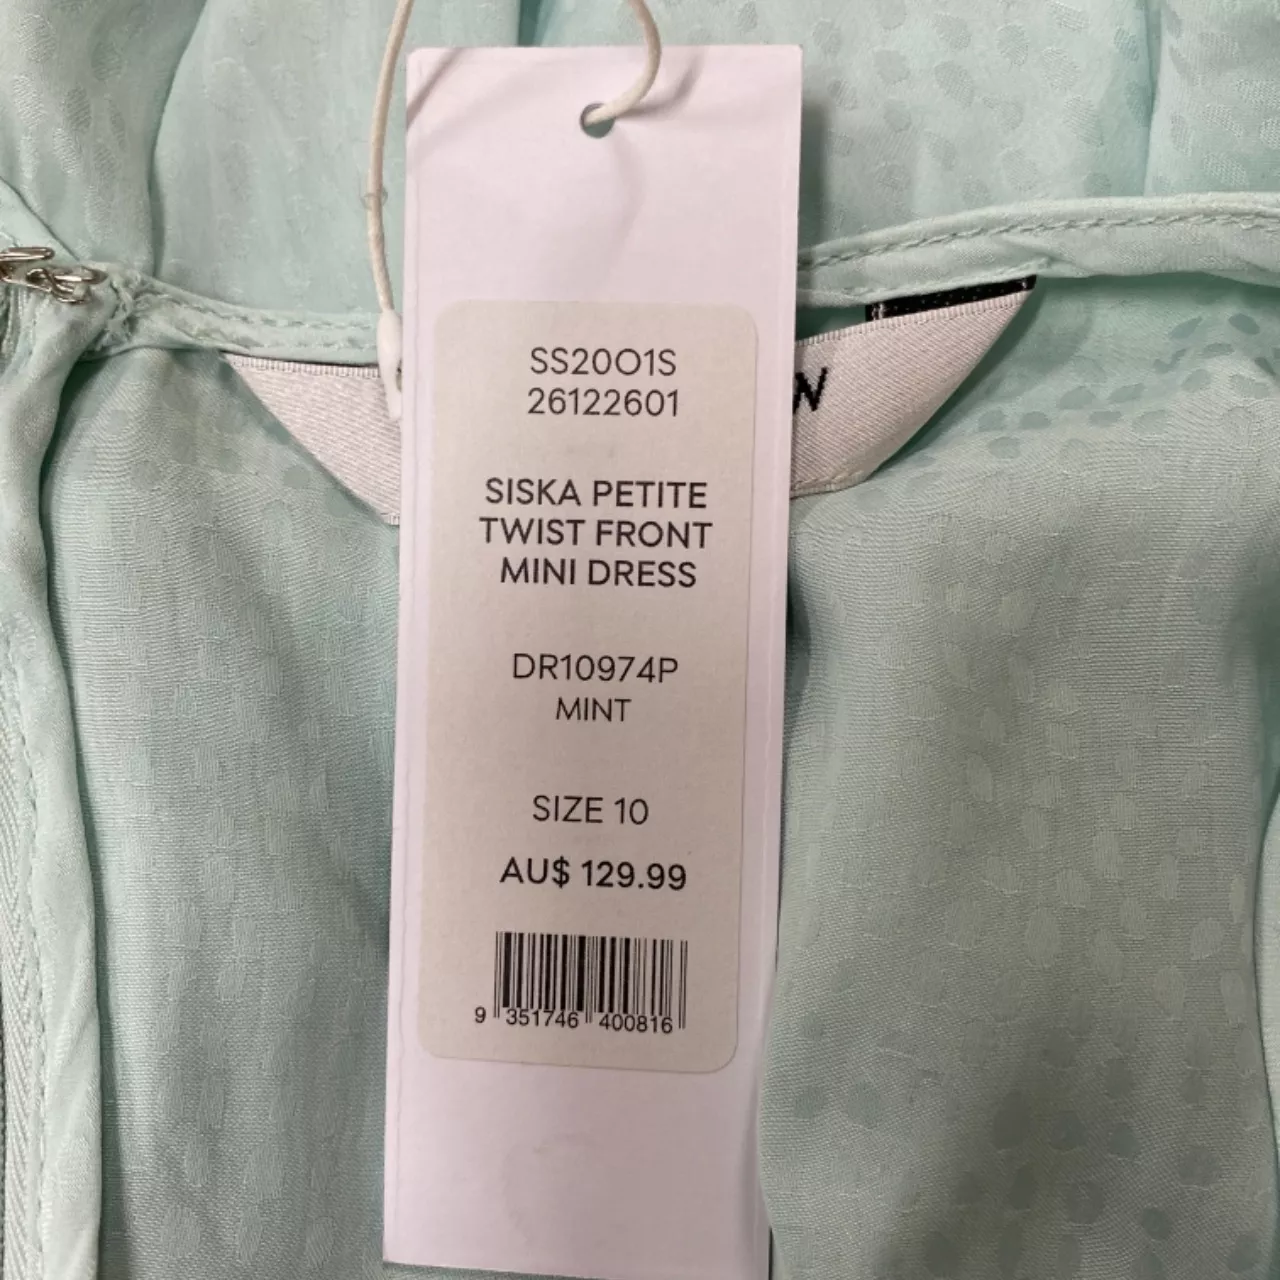 SS20O1S
26122601
SISKA PETITE
TWIST FRONT
MINI DRESS
DR10974P
MINT
SIZE 10
AU$ 129.99
9 351746 400816